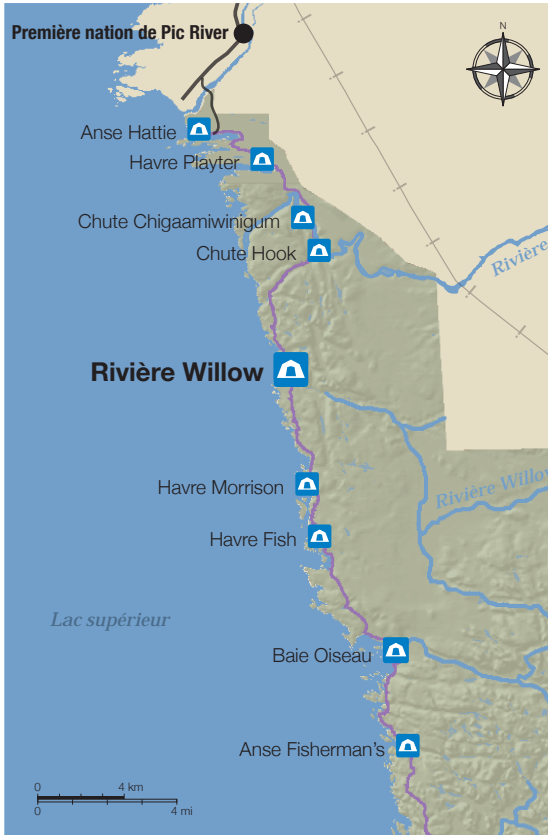 Première nation de Pic River
N
Anse Hattie
Havre Playter
Chute Chigaamiwinigum
Chute Hook
Rivière
Rivière Willow
Havre Morrison
Rivière Willow
Havre Fish
Lac supérieur
Baie Oiseau
Anse Fisherman's
0 4 km
0 4 mi